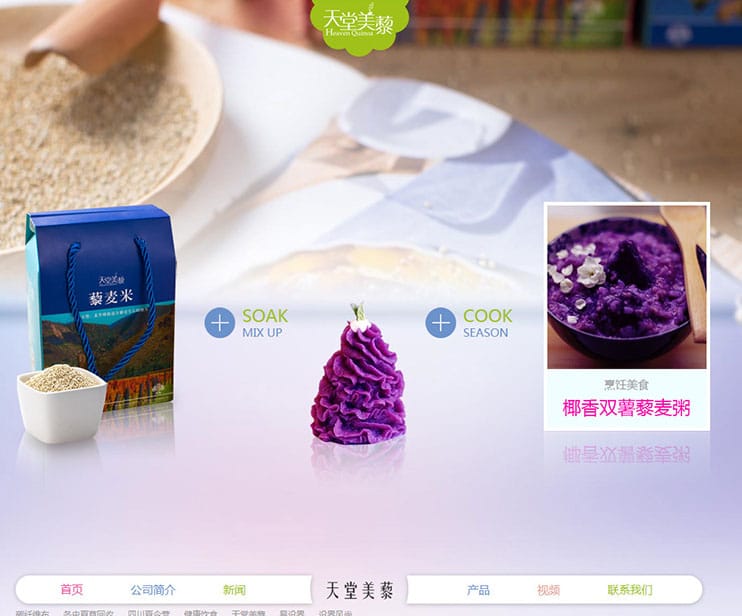 天堂美藜
Heaven Quinoa
天堂美藜
藜麦米
SOAK
MIX UP
COOK
SEASON
烹饪美食
椰香双薯藜麦粥
首页 公司简介 新闻 天堂美藜 产品 视频 联系我们